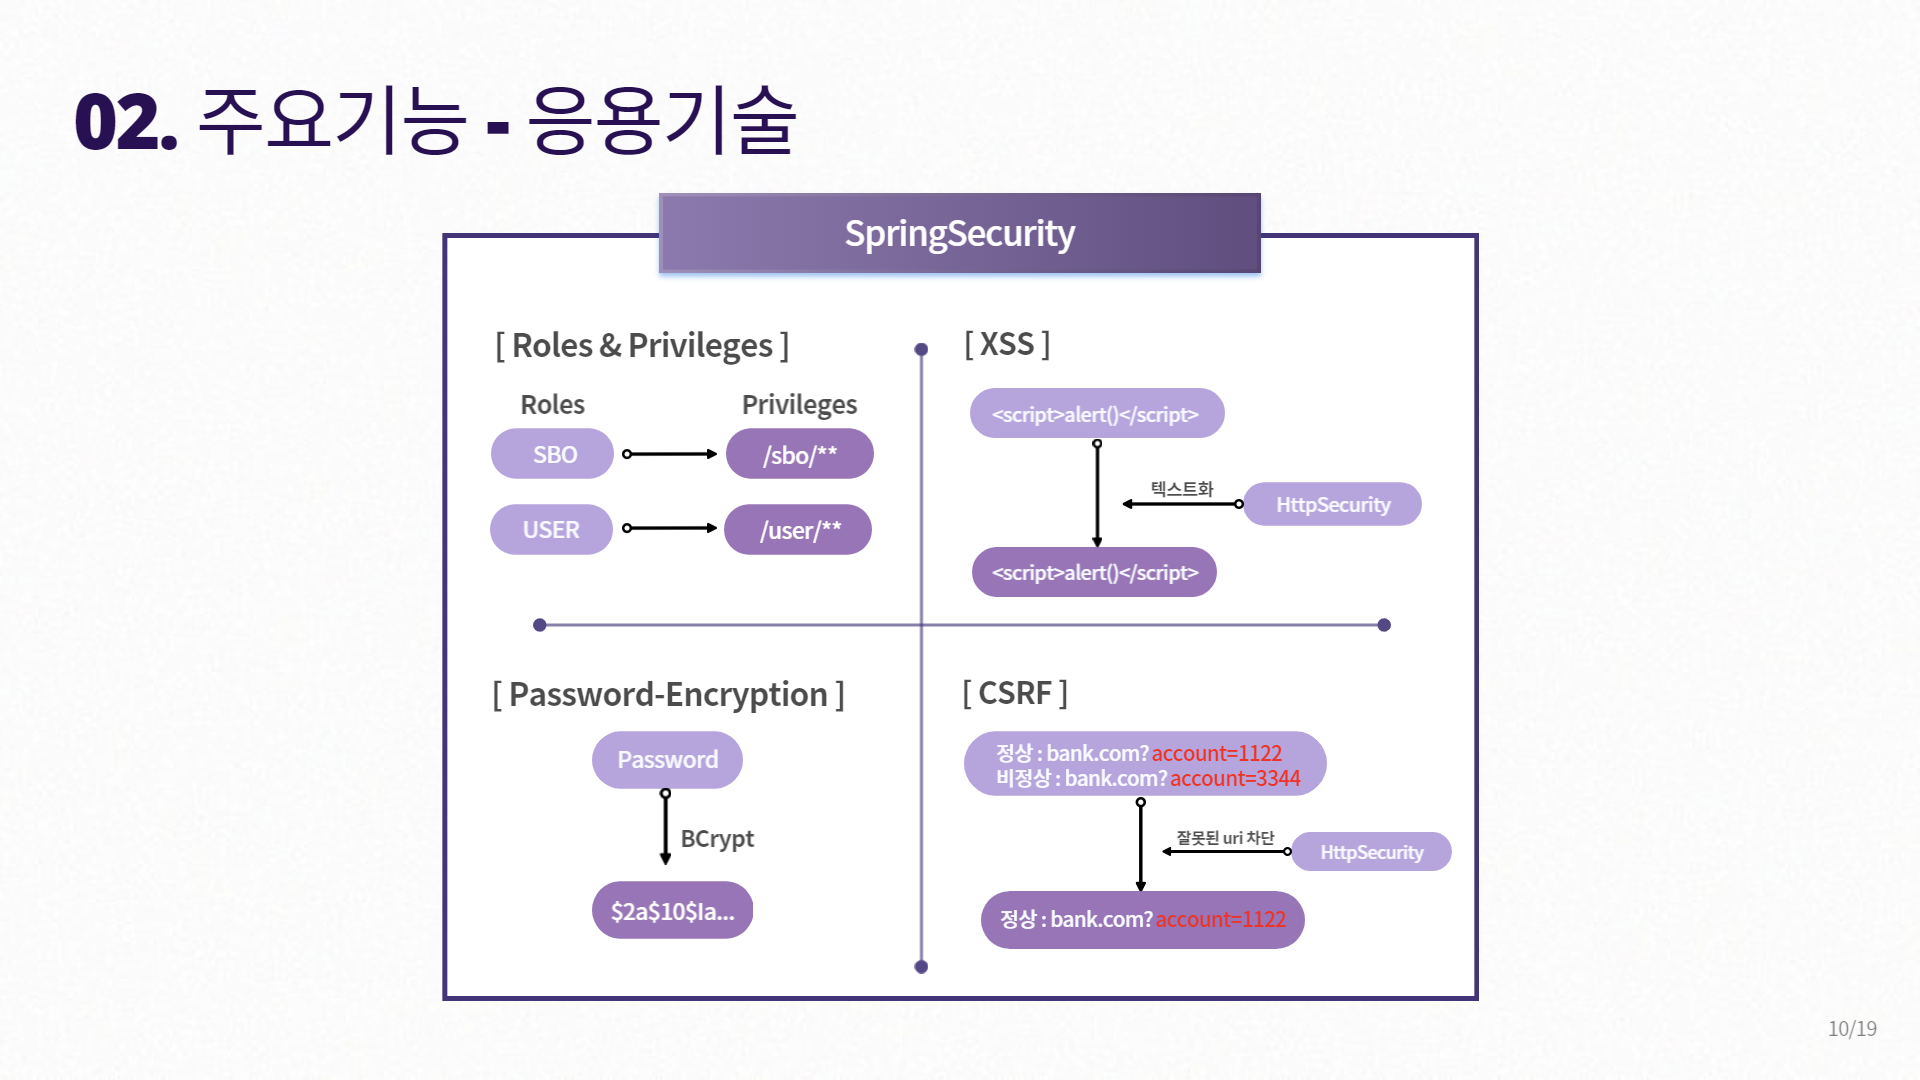 02. 주요기능 - 응용기술
SpringSecurity
[ Roles & Privileges ]
Roles
Privileges
SBO
/sbo/**
USER
/user/**
[ XSS ]
<script>alert()</script>
텍스트화
HttpSecurity
<script>alert()</script>
[ Password-Encryption ]
Password
BCrypt
$2a$10$Ia...
[ CSRF ]
정상 : bank.com? account=1122
비정상 : bank.com? account=3344
잘못된 uri 차단
HttpSecurity
정상 : bank.com? account=1122
10/19